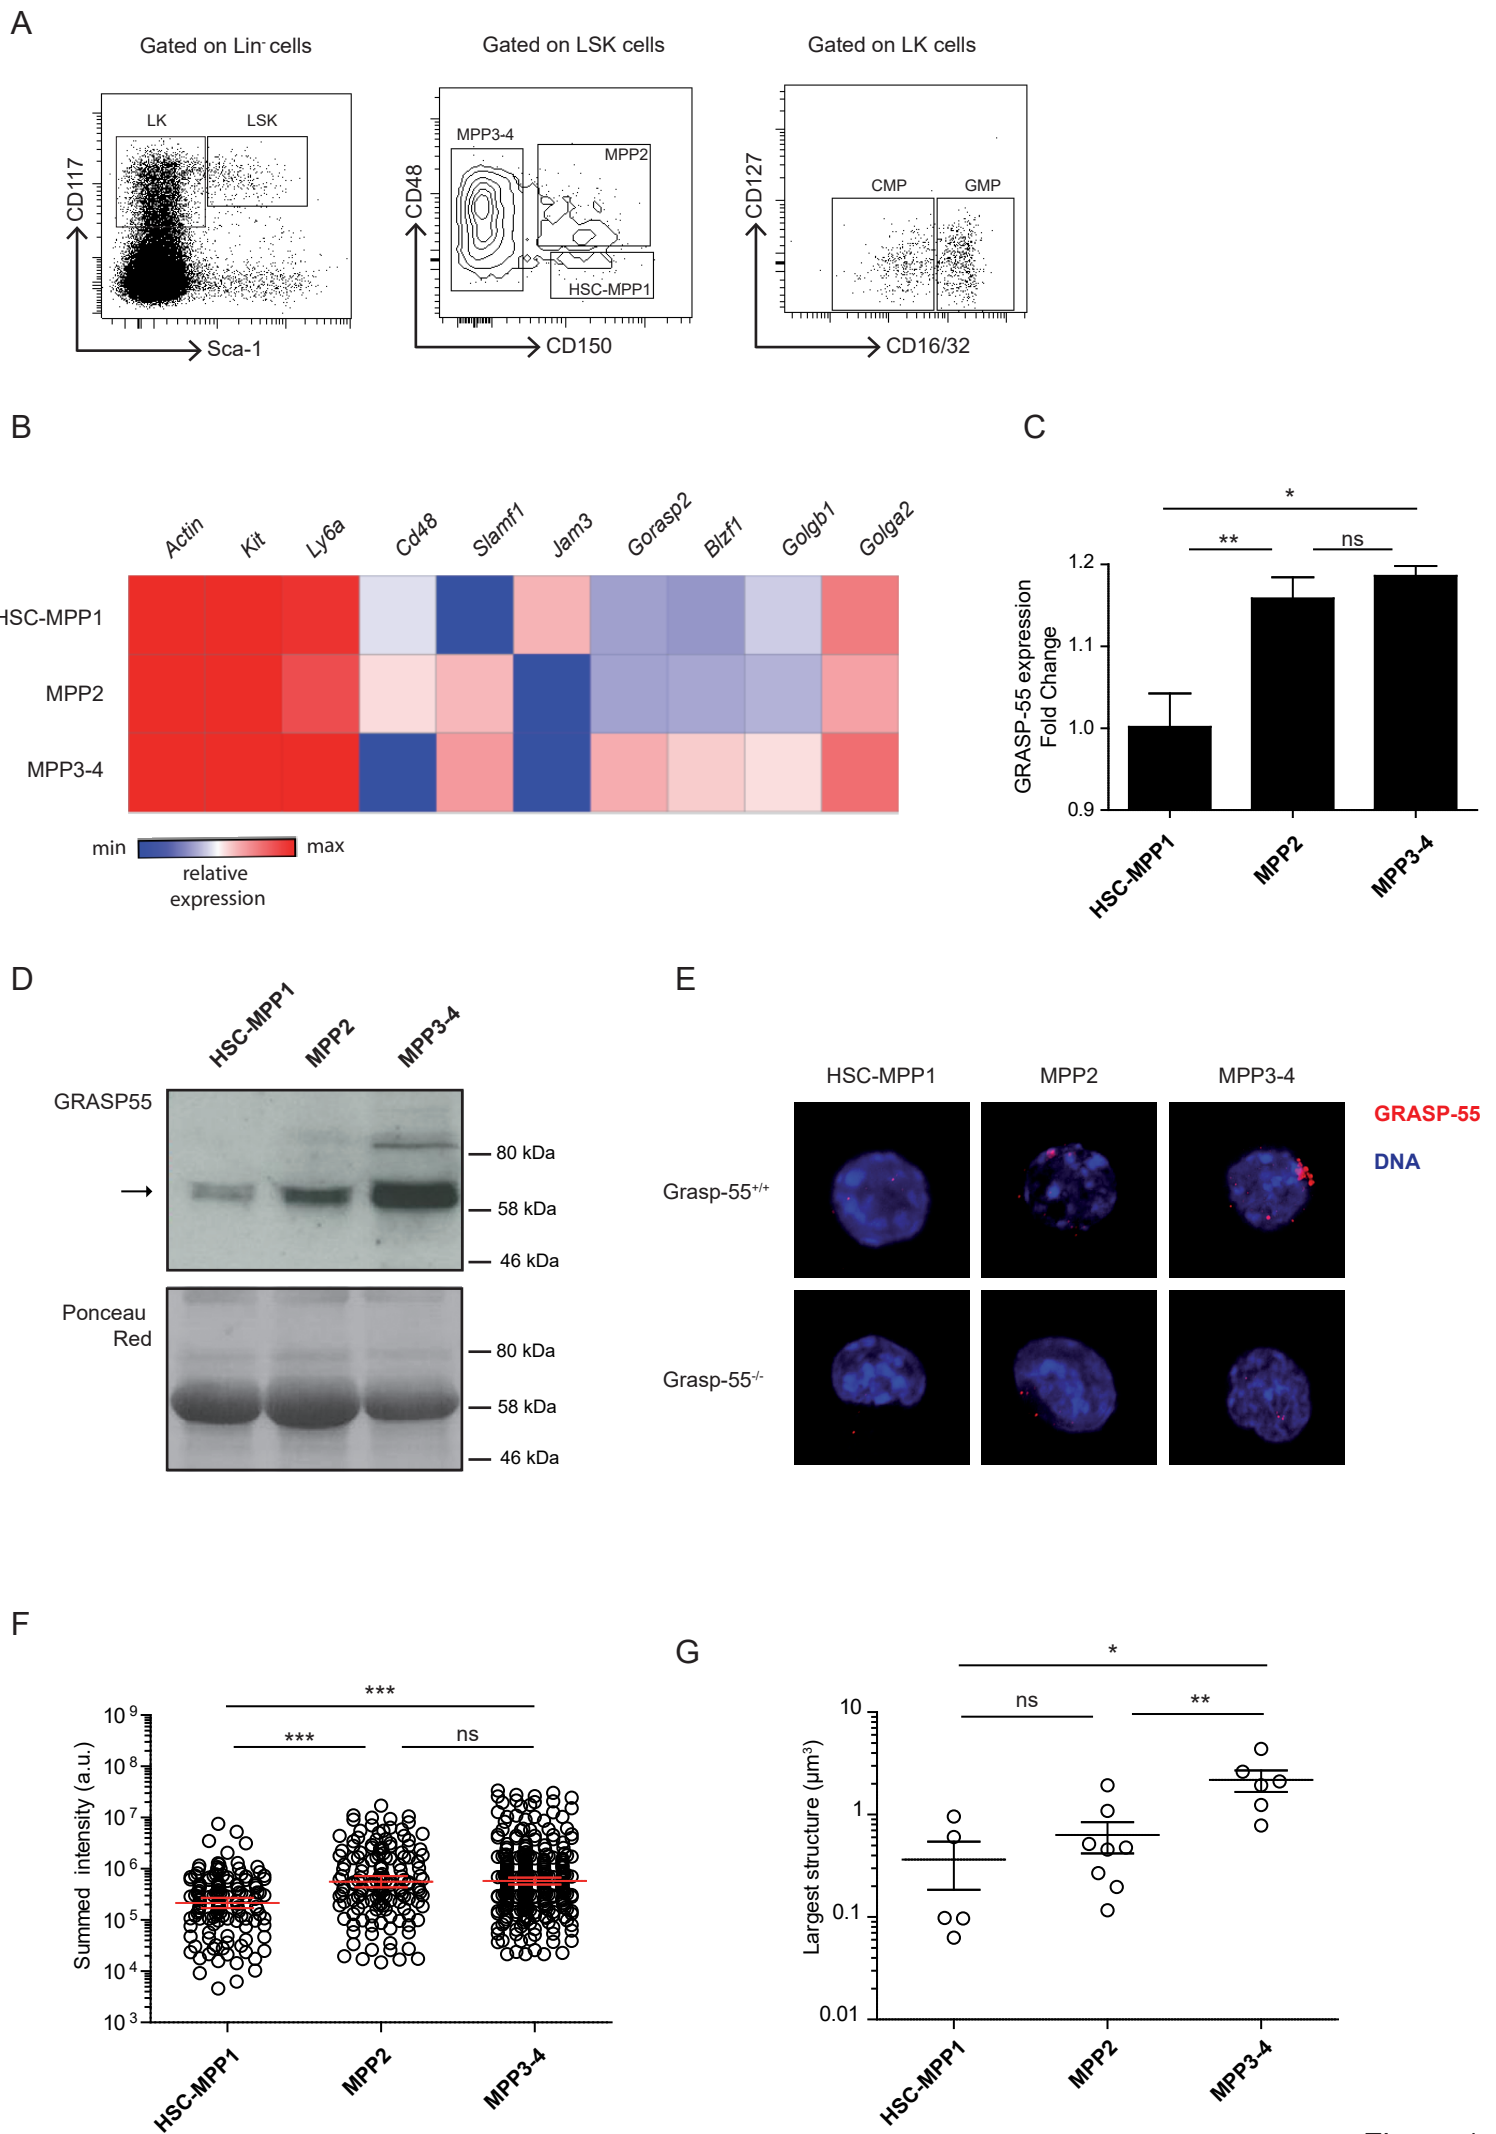 A
Gated on Lin- cells
Gated on LSK cells
Gated on LK cells
LK
LSK
CD117
Sca-1
MPP3-4
MPP2
HSC-MPP1
CD48
CD150
CMP
GMP
CD127
CD16/32
B
Actin
Kit
Ly6a
Cd48
Slamf1
Jam3
Gorasp2
Blzf1
Golgb1
Golga2
HSC-MPP1
MPP2
MPP3-4
min
max
relative
expression
C
*
**
ns
GRASP-55 expression
Fold Change
1.2
1.1
1.0
0.9
HSC-MPP1
MPP2
MPP3-4
D
HSC-MPP1
MPP2
MPP3-4
GRASP55
80 kDa
58 kDa
46 kDa
Ponceau
Red
80 kDa
58 kDa
46 kDa
E
HSC-MPP1
MPP2
MPP3-4
GRASP-55
DNA
Grasp-55+/+
Grasp-55-/-
F
***
***
ns
Summed intensity (a.u.)
10 9
10 8
10 7
10 6
10 5
10 4
10 3
HSC-MPP1
MPP2
MPP3-4
G
*
ns
**
Largest structure (µm3)
10
1
0.1
0.01
HSC-MPP1
MPP2
MPP3-4